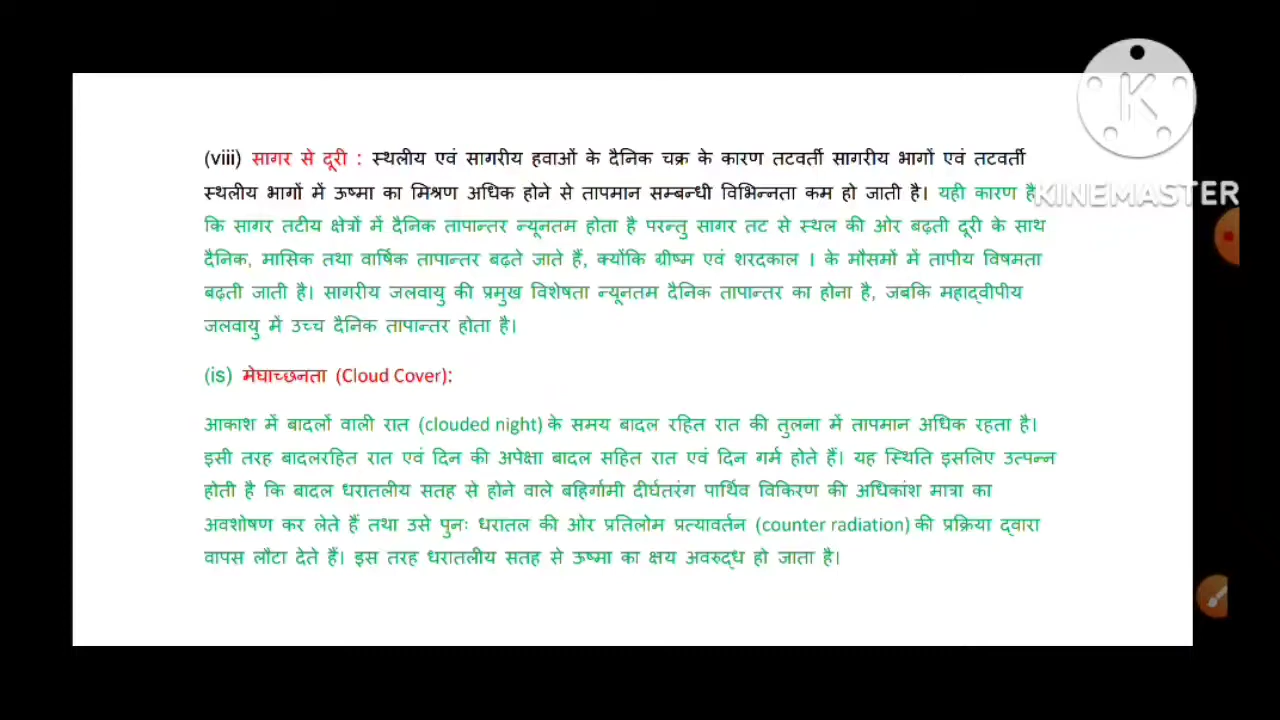 (viii) सागर से दूरी : स्थलीय एवं सागरीय हवाओं के दैनिक चक्र के कारण तटवर्ती सागरीय भागों एवं तटवर्ती
स्थलीय भागों में ऊष्मा का मिश्रण अधिक होने से तापमान सम्बन्धी विभिन्नता कम हो जाती है। यही कारण है
कि सागर तटीय क्षेत्रों में दैनिक तापान्तर न्यूनतम होता है परन्तु सागर तट से स्थल की ओर बढ़ती दूरी के साथ
दैनिक, मासिक तथा वार्षिक तापान्तर बढ़ते जाते हैं, क्योंकि ग्रीष्म एवं शरदकाल । के मौसमों में तापीय विषमता
बढ़ती जाती है। सागरीय जलवायु की प्रमुख विशेषता न्यूनतम दैनिक तापान्तर का होना है, जबकि महाद्वीपीय
जलवायु में उच्च दैनिक तापान्तर होता है।
(is) मेघाच्छनता (Cloud Cover):
आकाश में बादलों वाली रात (clouded night) के समय बादल रहित रात की तुलना में तापमान अधिक रहता है।
इसी तरह बादलरहित रात एवं दिन की अपेक्षा बादल सहित रात एवं दिन गर्म होते हैं। यह स्थिति इसलिए उत्पन्न
होती है कि बादल धरातलीय सतह से होने वाले बहिर्गामी दीर्घतरंग पार्थिव विकिरण की अधिकांश मात्रा का
अवशोषण कर लेते हैं तथा उसे पुनः धरातल की ओर प्रतिलोम प्रत्यावर्तन (counter radiation) की प्रक्रिया द्वारा
वापस लौटा देते हैं। इस तरह धरातलीय सतह से ऊष्मा का क्षय अवरुद्ध हो जाता है।
K
KINEMASTER